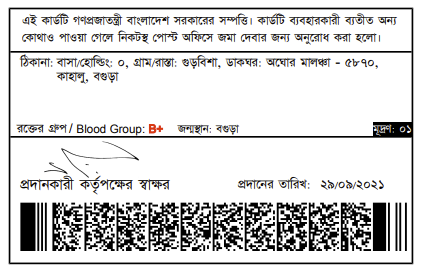 এই কার্ডটি গণপ্রজাতন্ত্রী বাংলাদেশ সরকারের সম্পত্তি। কার্ডটি ব্যবহারকারী ব্যতীত অন্য
কোথাও পাওয়া গেলে নিকটস্থ পোস্ট অফিসে জমা দেবার জন্য অনুরোধ করা হলো।
ঠিকানা: বাসা/হোল্ডিং: ০, গ্রাম/রাস্তা: গুড়বিশা, ডাকঘর: অঘোর মালঞ্চা - ৫৮৭০,
কাহালু, বগুড়া
রক্তের গ্রুপ / Blood Group: B+ জন্মস্থান: বগুড়া মুদ্রণ: ০১
প্রদানকারী কর্তৃপক্ষের স্বাক্ষর প্রদানের তারিখ: ২৯/০৯/২০২১